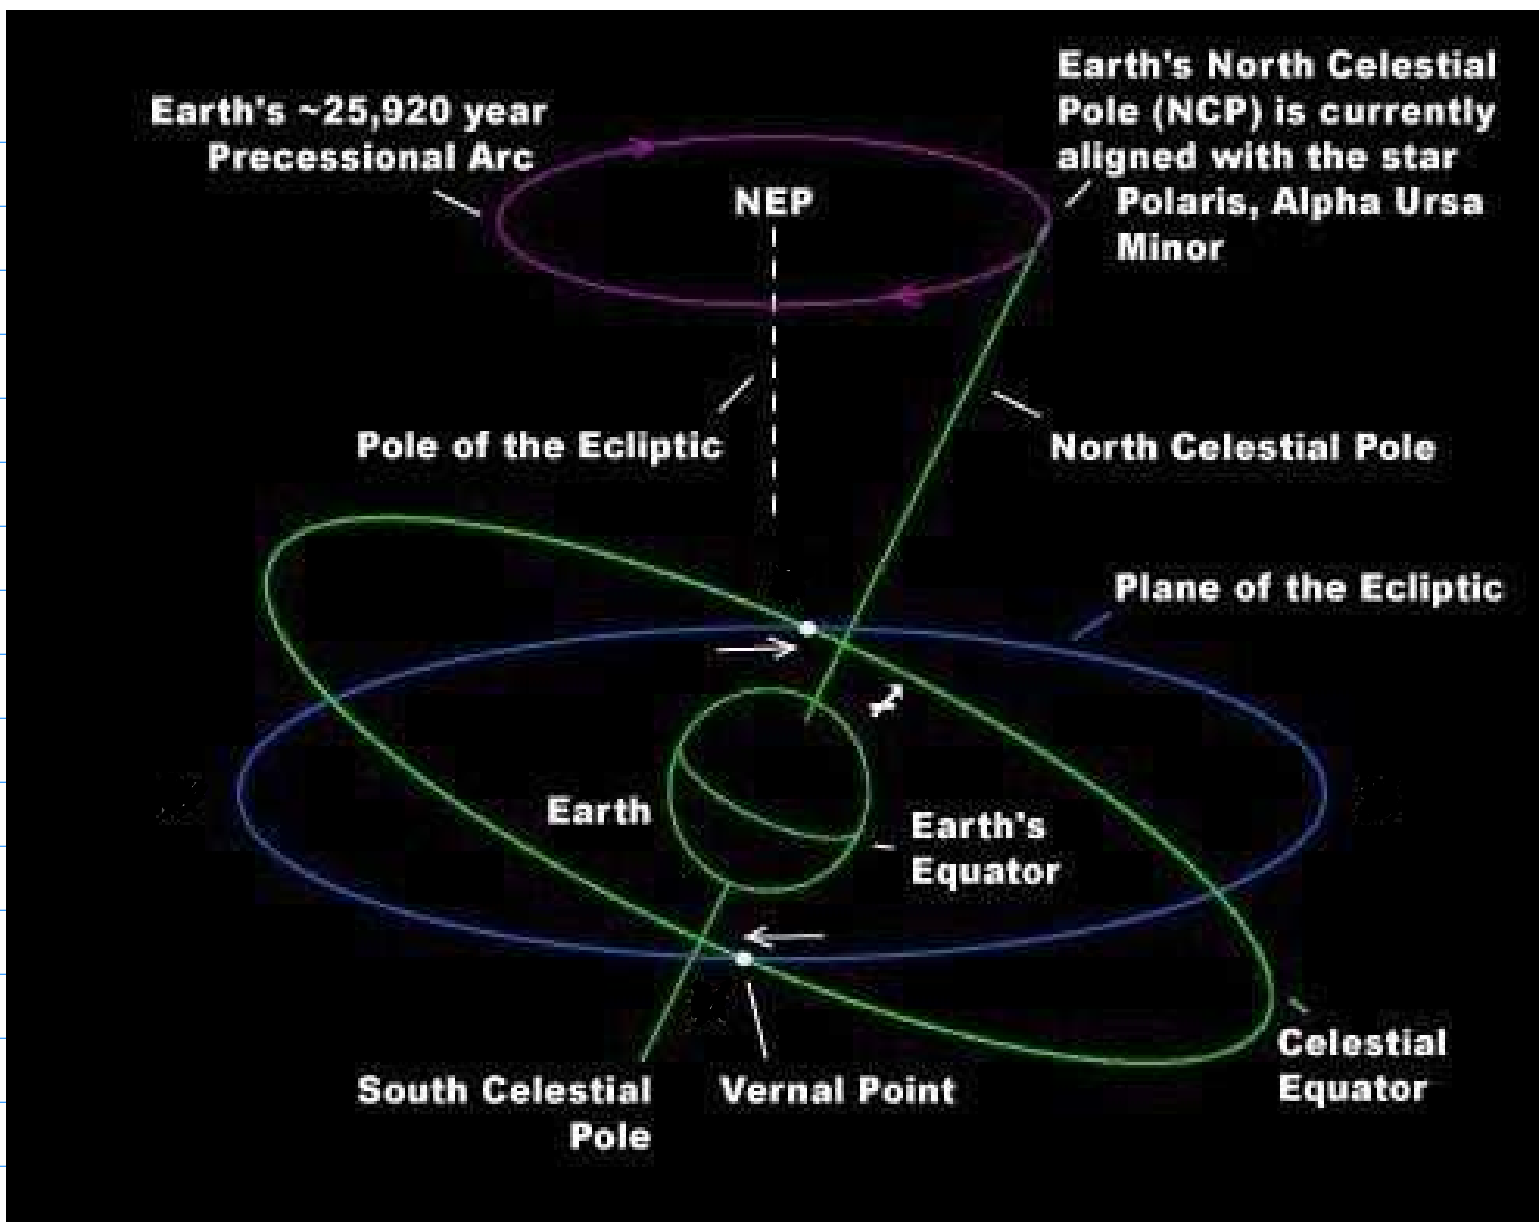 Earth's ~25,920 year
Precessional Arc
Earth's North Celestial
Pole (NCP) is currently
aligned with the star
Polaris, Alpha Ursa
Minor
NEP
Pole of the Ecliptic
North Celestial Pole
Plane of the Ecliptic
Earth
Earth's
Equator
Celestial
Equator
South Celestial
Pole
Vernal Point